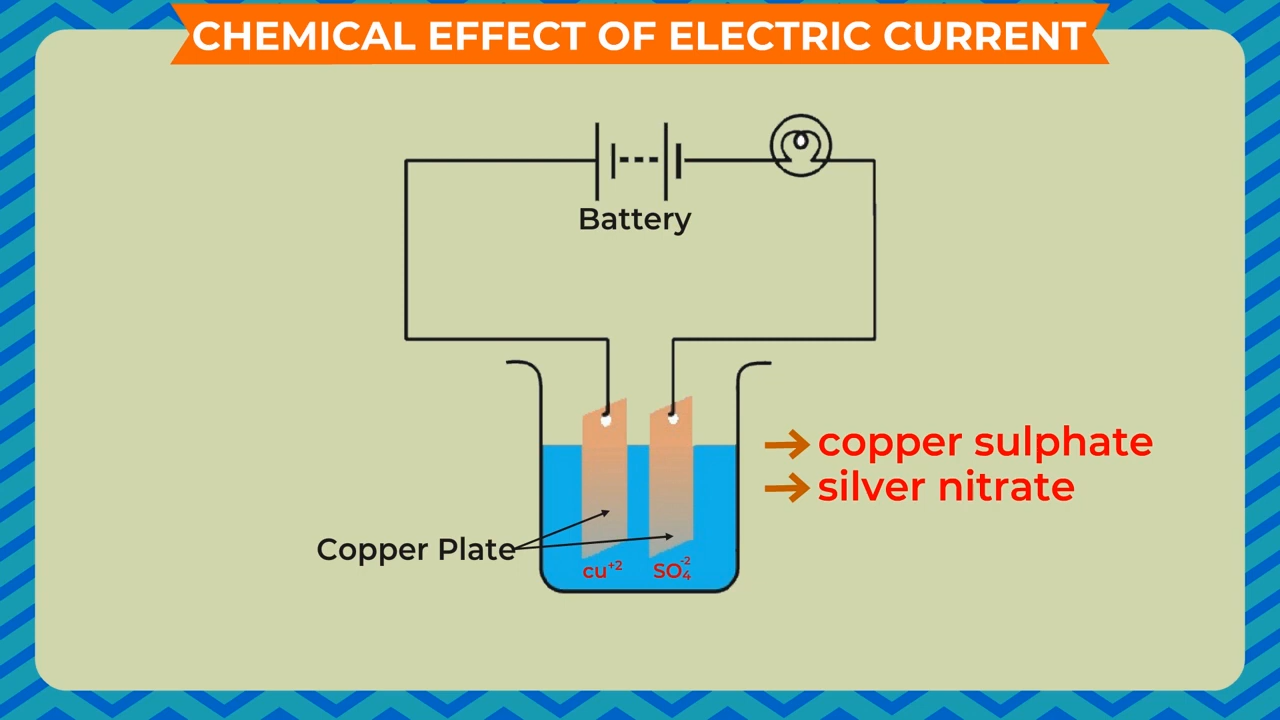 CHEMICAL EFFECT OF ELECTRIC CURRENT
Battery
copper sulphate
silver nitrate
Copper Plate
cu⁺² SO₄⁻²